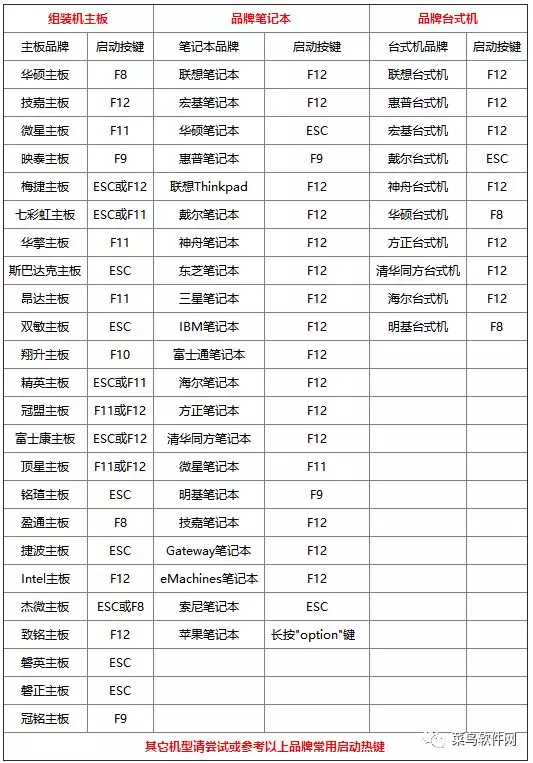 组装机主板 品牌笔记本 品牌台式机
主板品牌 启动按键 笔记本品牌 启动按键 台式机品牌 启动按键
华硕主板 F8 联想笔记本 F12 联想台式机 F12
技嘉主板 F12 宏基笔记本 F12 惠普台式机 F12
微星主板 F11 华硕笔记本 ESC 宏基台式机 F12
映泰主板 F9 惠普笔记本 F9 戴尔台式机 ESC
梅捷主板 ESC或F12 联想Thinkpad F12 神舟台式机 F12
七彩虹主板 ESC或F11 戴尔笔记本 F12 华硕台式机 F8
华擎主板 F11 神舟笔记本 F12 方正台式机 F12
斯巴达克主板 ESC 东芝笔记本 F12 清华同方台式机 F12
昂达主板 F11 三星笔记本 F12 海尔台式机 F12
双敏主板 ESC IBM笔记本 F12 明基台式机 F8
翔升主板 F10 富士通笔记本 F12
精英主板 ESC或F11 海尔笔记本 F12
冠盟主板 F11或F12 方正笔记本 F12
富士康主板 ESC或F12 清华同方笔记本 F12
顶星主板 F11或F12 微星笔记本 F11
铭瑄主板 ESC 明基笔记本 F9
盈通主板 F8 技嘉笔记本 F12
捷波主板 ESC Gateway笔记本 F12
Intel主板 F12 eMachines笔记本 F12
杰微主板 ESC或F8 索尼笔记本 ESC
致铭主板 F12 苹果笔记本 长按"option"键
磐英主板 ESC
磐正主板 ESC
冠铭主板 F9
其它机型请尝试或参考以上品牌常用启动热键
菜鸟软件网